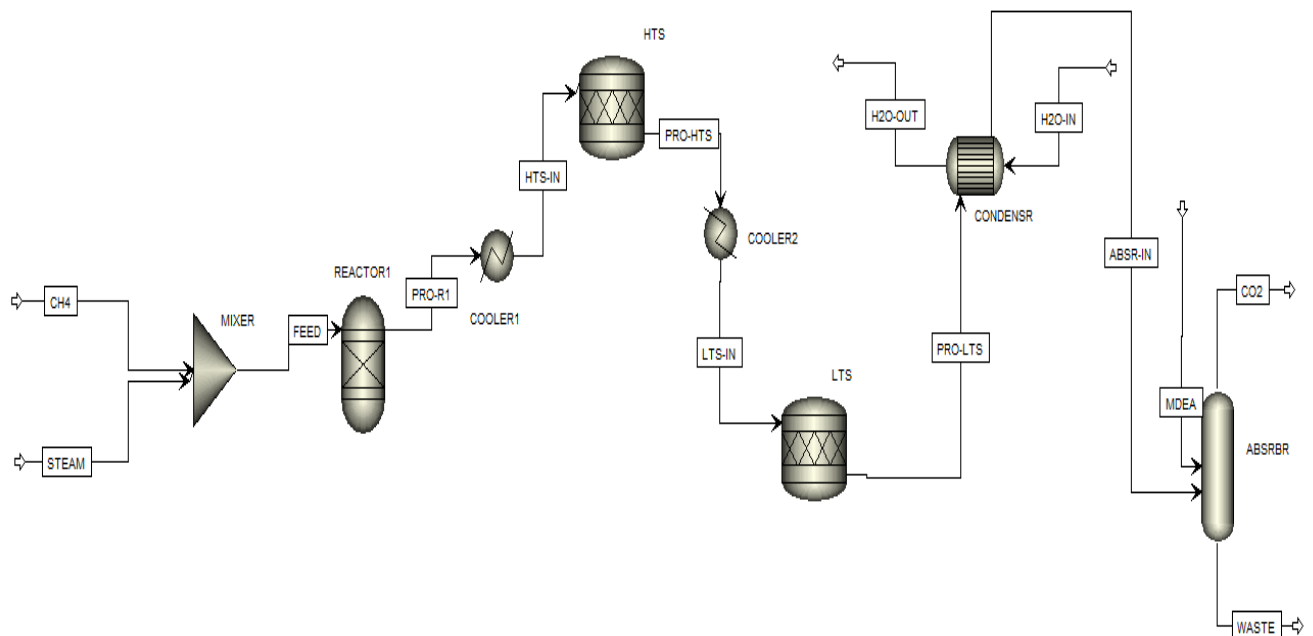 HTS
H2O-OUT
H2O-IN
PRO-HTS
HTS-IN
CONDENSR
COOLER2
ABSR-IN
REACTOR1
PRO-R1
COOLER1
CH4
MIXER
FEED
CO2
LTS-IN
PRO-LTS
LTS
MDEA
ABSRBR
STEAM
WASTE